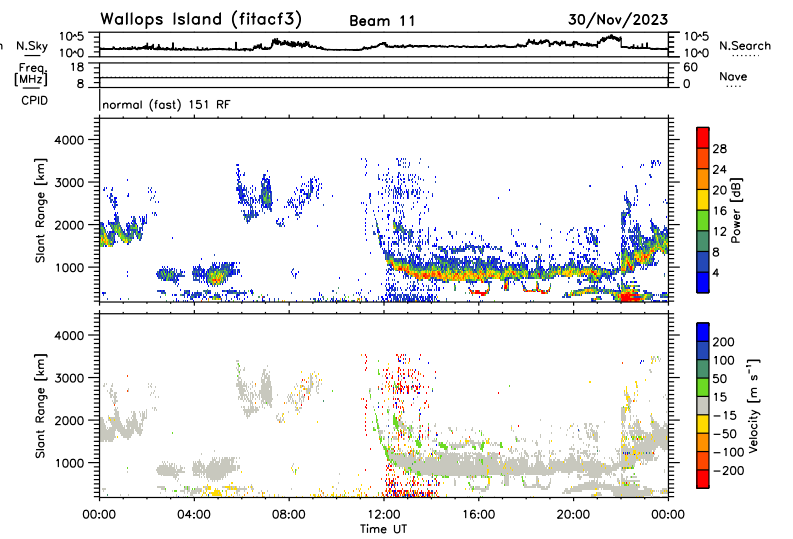 Wallops Island (fitacf3) Beam 11 30/Nov/2023
N.Sky 10^5 10^0 10^5 10^0 N.Search
Freq. [MHz] 18 8 60 0 Nave
CPID normal (fast) 151 RF
Slant Range [km]
4000
3000
2000
1000
28
24
20
16
12
8
4
Power [dB]
Slant Range [km]
4000
3000
2000
1000
200
100
50
15
-15
-50
-100
-200
Velocity [m s⁻¹]
00:00 04:00 08:00 12:00 16:00 20:00 00:00
Time UT